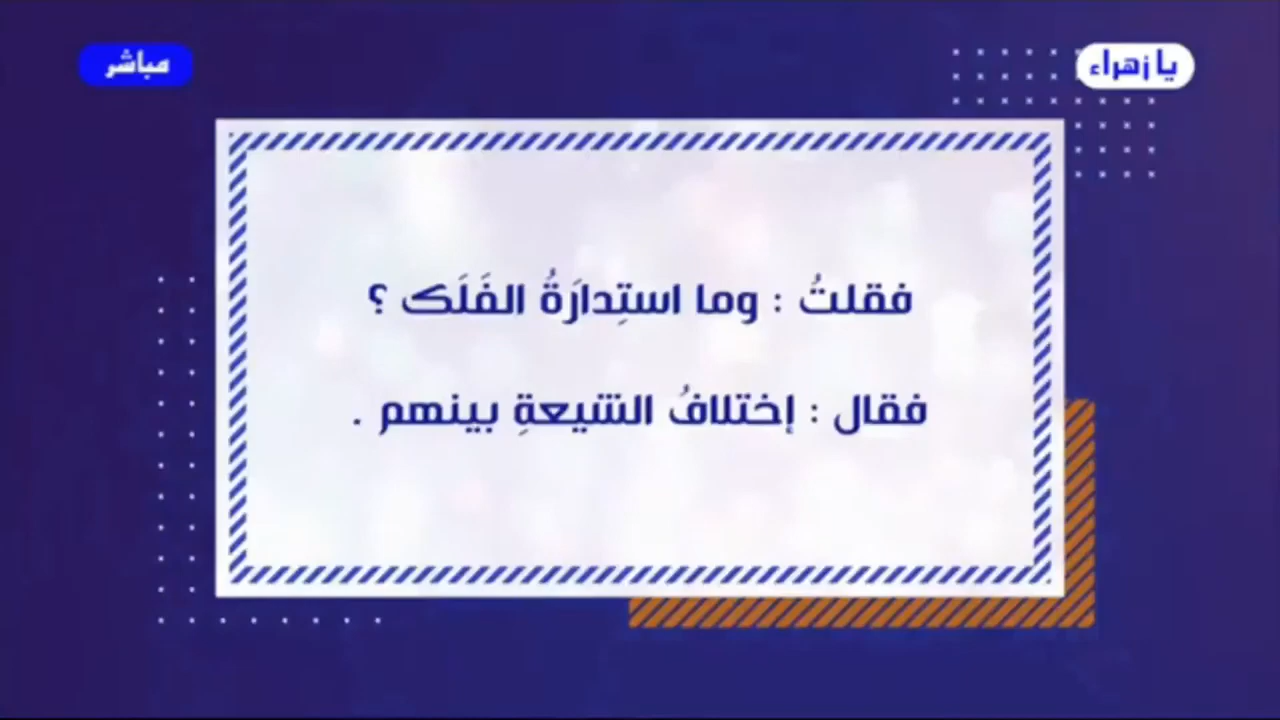 يا زهراء
مباشر
فقلتُ : وما استِدارَةُ الفَلَک ؟
فقال : إختلافُ الشيعةِ بينهم .